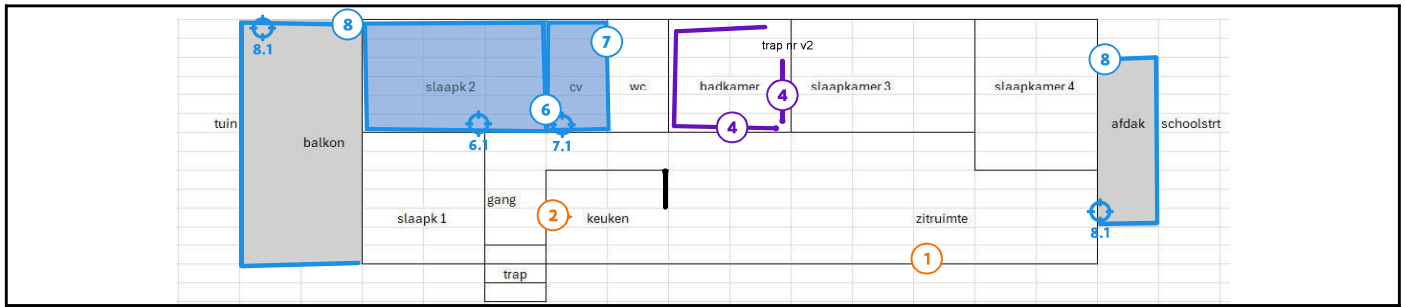 8
8.1
7
8
trap nr v2
slaapk 2
cv
wc
badkamer
slaapkamer 3
slaapkamer 4
4
6
4
tuin
afdak
schoolstrt
balkon
6.1
7.1
gang
slaapk 1
2
keuken
zitruimte
8.1
1
trap